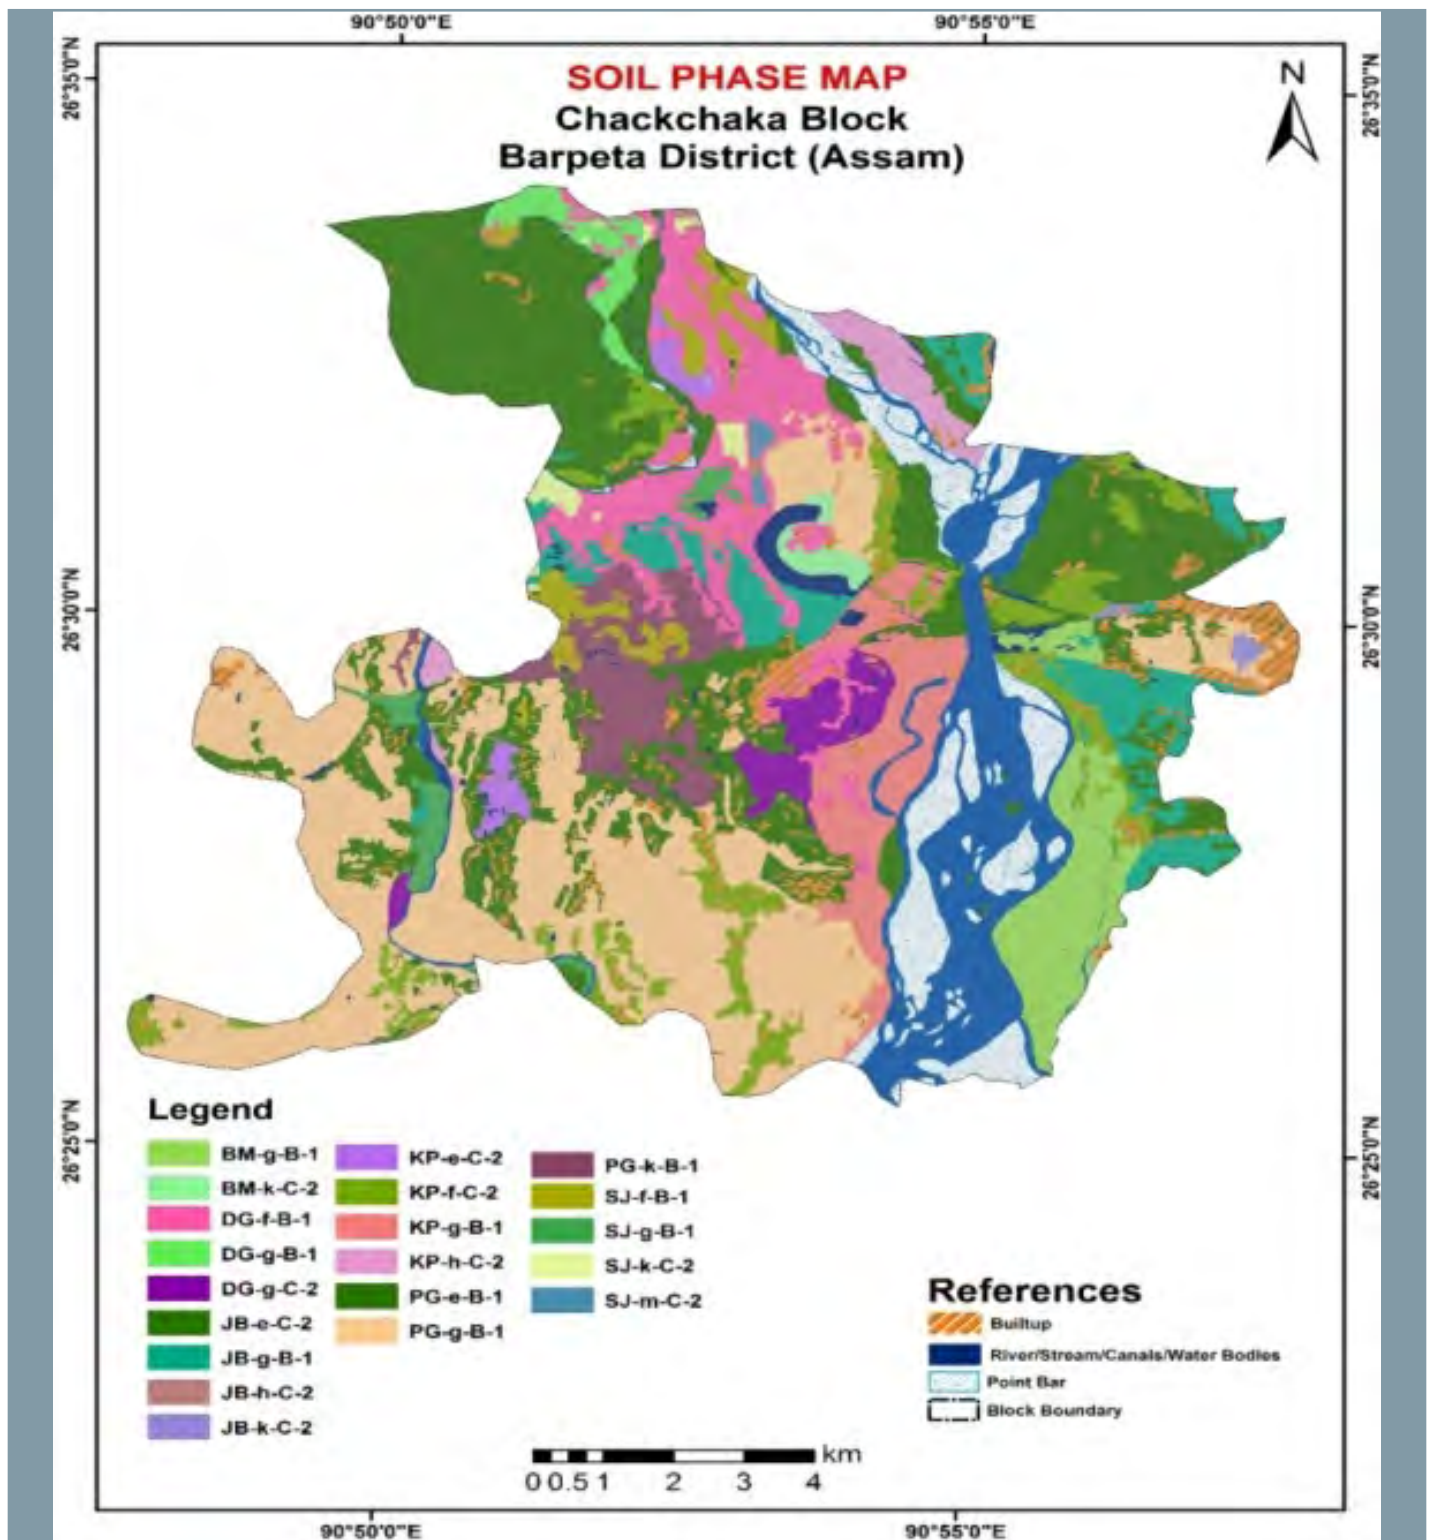 90°50'0"E
90°55'0"E
26°35'0"N
26°35'0"N
SOIL PHASE MAP
Chackchaka Block
Barpeta District (Assam)
N
26°30'0"N
26°30'0"N
26°25'0"N
26°25'0"N
Legend
BM-g-B-1
BM-k-C-2
DG-f-B-1
DG-g-B-1
DG-g-C-2
JB-e-C-2
JB-g-B-1
JB-h-C-2
JB-k-C-2
KP-e-C-2
KP-f-C-2
KP-g-B-1
KP-h-C-2
PG-e-B-1
PG-g-B-1
PG-k-B-1
SJ-f-B-1
SJ-g-B-1
SJ-k-C-2
SJ-m-C-2
References
Builtup
River/Stream/Canals/Water Bodies
Point Bar
Block Boundary
km
0 0.5 1 2 3 4
90°50'0"E
90°55'0"E